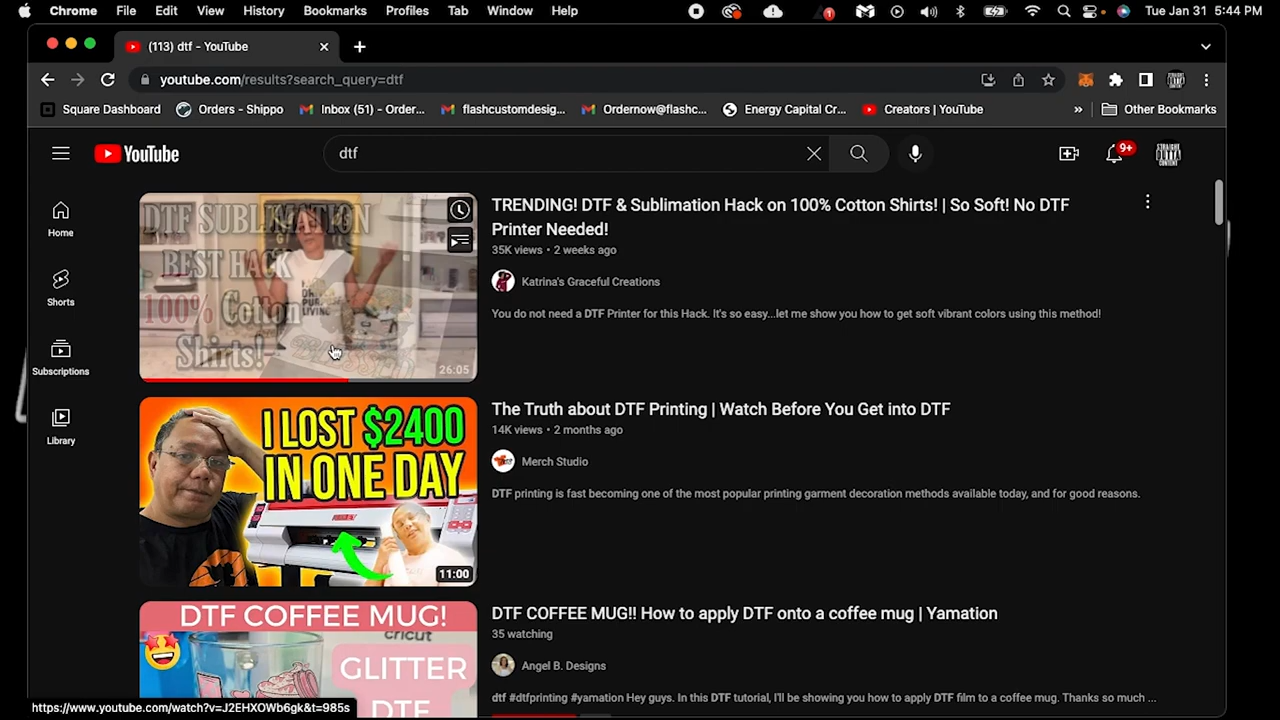 Chrome File Edit View History Bookmarks Profiles Tab Window Help Tue Jan 31 5:44 PM
(113) dtf - YouTube
youtube.com/results?search_query=dtf
Square Dashboard Orders - Shippo Inbox (51) - Order... flashcustomdesig... Ordernow@flashc... Energy Capital Cr... Creators | YouTube » Other Bookmarks
YouTube
dtf
9+
Home
Shorts
Subscriptions
Library
DTF SUBLIMATION
BEST HACK
100% Cotton
Shirts!
26:05
TRENDING! DTF & Sublimation Hack on 100% Cotton Shirts! | So Soft! No DTF
Printer Needed!
35K views • 2 weeks ago
Katrina's Graceful Creations
You do not need a DTF Printer for this Hack. It's so easy...let me show you how to get soft vibrant colors using this method!
I LOST $2400
IN ONE DAY
11:00
The Truth about DTF Printing | Watch Before You Get into DTF
14K views • 2 months ago
Merch Studio
DTF printing is fast becoming one of the most popular printing garment decoration methods available today, and for good reasons.
DTF COFFEE MUG!
cricut
GLITTER
DTF
DTF COFFEE MUG!! How to apply DTF onto a coffee mug | Yamation
35 watching
Angel B. Designs
dtf #dtfprinting #yamation Hey guys. In this DTF tutorial, I'll be showing you how to apply DTF film to a coffee mug. Thanks so much ...
https://www.youtube.com/watch?v=J2EHXOWb6gk&t=985s